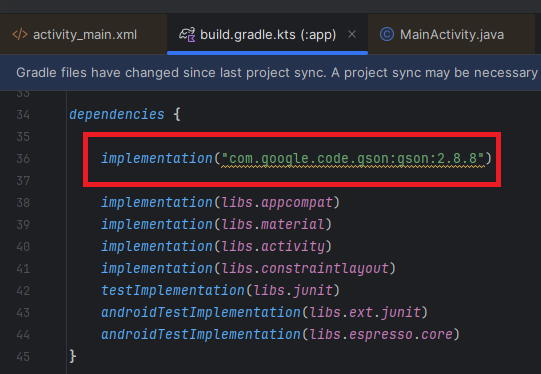 activity_main.xml
build.gradle.kts (:app)
MainActivity.java
Gradle files have changed since last project sync. A project sync may be necessary
33
34 dependencies {
35
36 implementation("com.google.code.gson:gson:2.8.8")
37
38 implementation(libs.appcompat)
39 implementation(libs.material)
40 implementation(libs.activity)
41 implementation(libs.constraintlayout)
42 testImplementation(libs.junit)
43 androidTestImplementation(libs.ext.junit)
44 androidTestImplementation(libs.espresso.core)
45 }